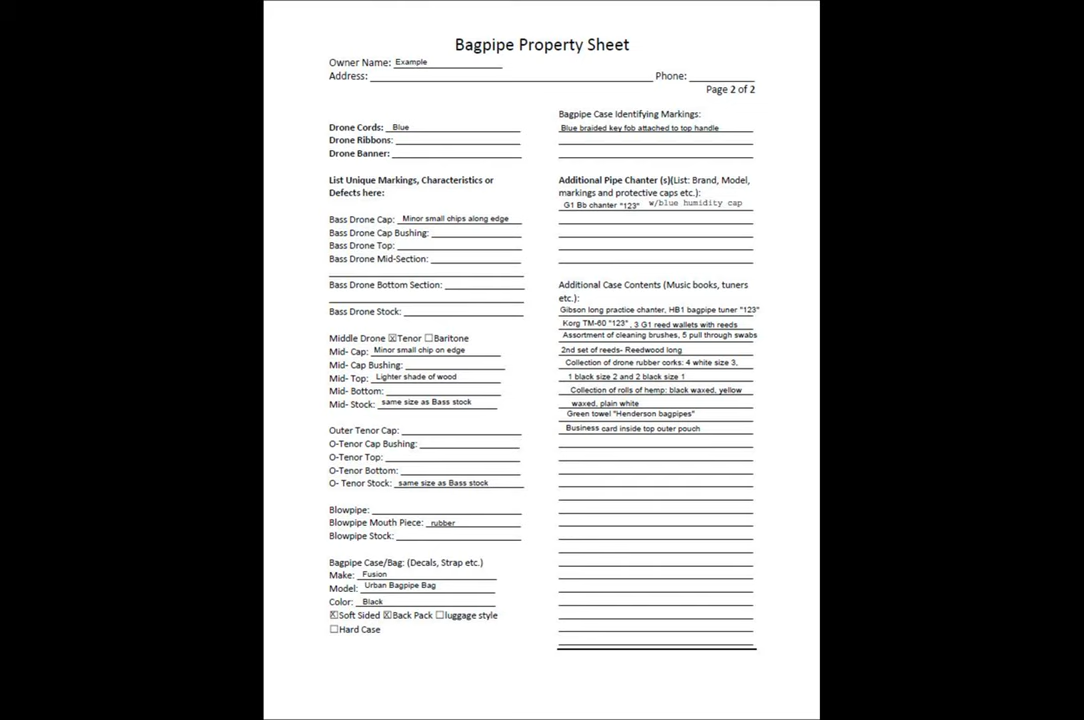 Bagpipe Property Sheet
Owner Name: Example
Address: Phone:
Page 2 of 2
Drone Cords: Blue
Drone Ribbons:
Drone Banner:
List Unique Markings, Characteristics or
Defects here:
Bass Drone Cap: Minor small chips along edge
Bass Drone Cap Bushing:
Bass Drone Top:
Bass Drone Mid-Section:
Bass Drone Bottom Section:
Bass Drone Stock:
Middle Drone ☒Tenor ☐Baritone
Mid- Cap: Minor small chip on edge
Mid- Cap Bushing:
Mid- Top: Lighter shade of wood
Mid- Bottom:
Mid- Stock: same size as Bass stock
Outer Tenor Cap:
O-Tenor Cap Bushing:
O-Tenor Top:
O-Tenor Bottom:
O- Tenor Stock: same size as Bass stock
Blowpipe:
Blowpipe Mouth Piece: rubber
Blowpipe Stock:
Bagpipe Case/Bag: (Decals, Strap etc.)
Make: Fusion
Model: Urban Bagpipe Bag
Color: Black
☒Soft Sided ☒Back Pack ☐luggage style
☐Hard Case
Bagpipe Case Identifying Markings:
Blue braided key fob attached to top handle
Additional Pipe Chanter (s)(List: Brand, Model,
markings and protective caps etc.):
G1 Bb chanter "123" w/blue humidity cap
Additional Case Contents (Music books, tuners
etc.):
Gibson long practice chanter, HB1 bagpipe tuner "123"
Korg TM-60 "123" , 3 G1 reed wallets with reeds
Assortment of cleaning brushes, 5 pull through swabs
2nd set of reeds- Reedwood long
Collection of drone rubber corks: 4 white size 3,
1 black size 2 and 2 black size 1
Collection of rolls of hemp: black waxed, yellow
waxed, plain white
Green towel "Henderson bagpipes"
Business card inside top outer pouch